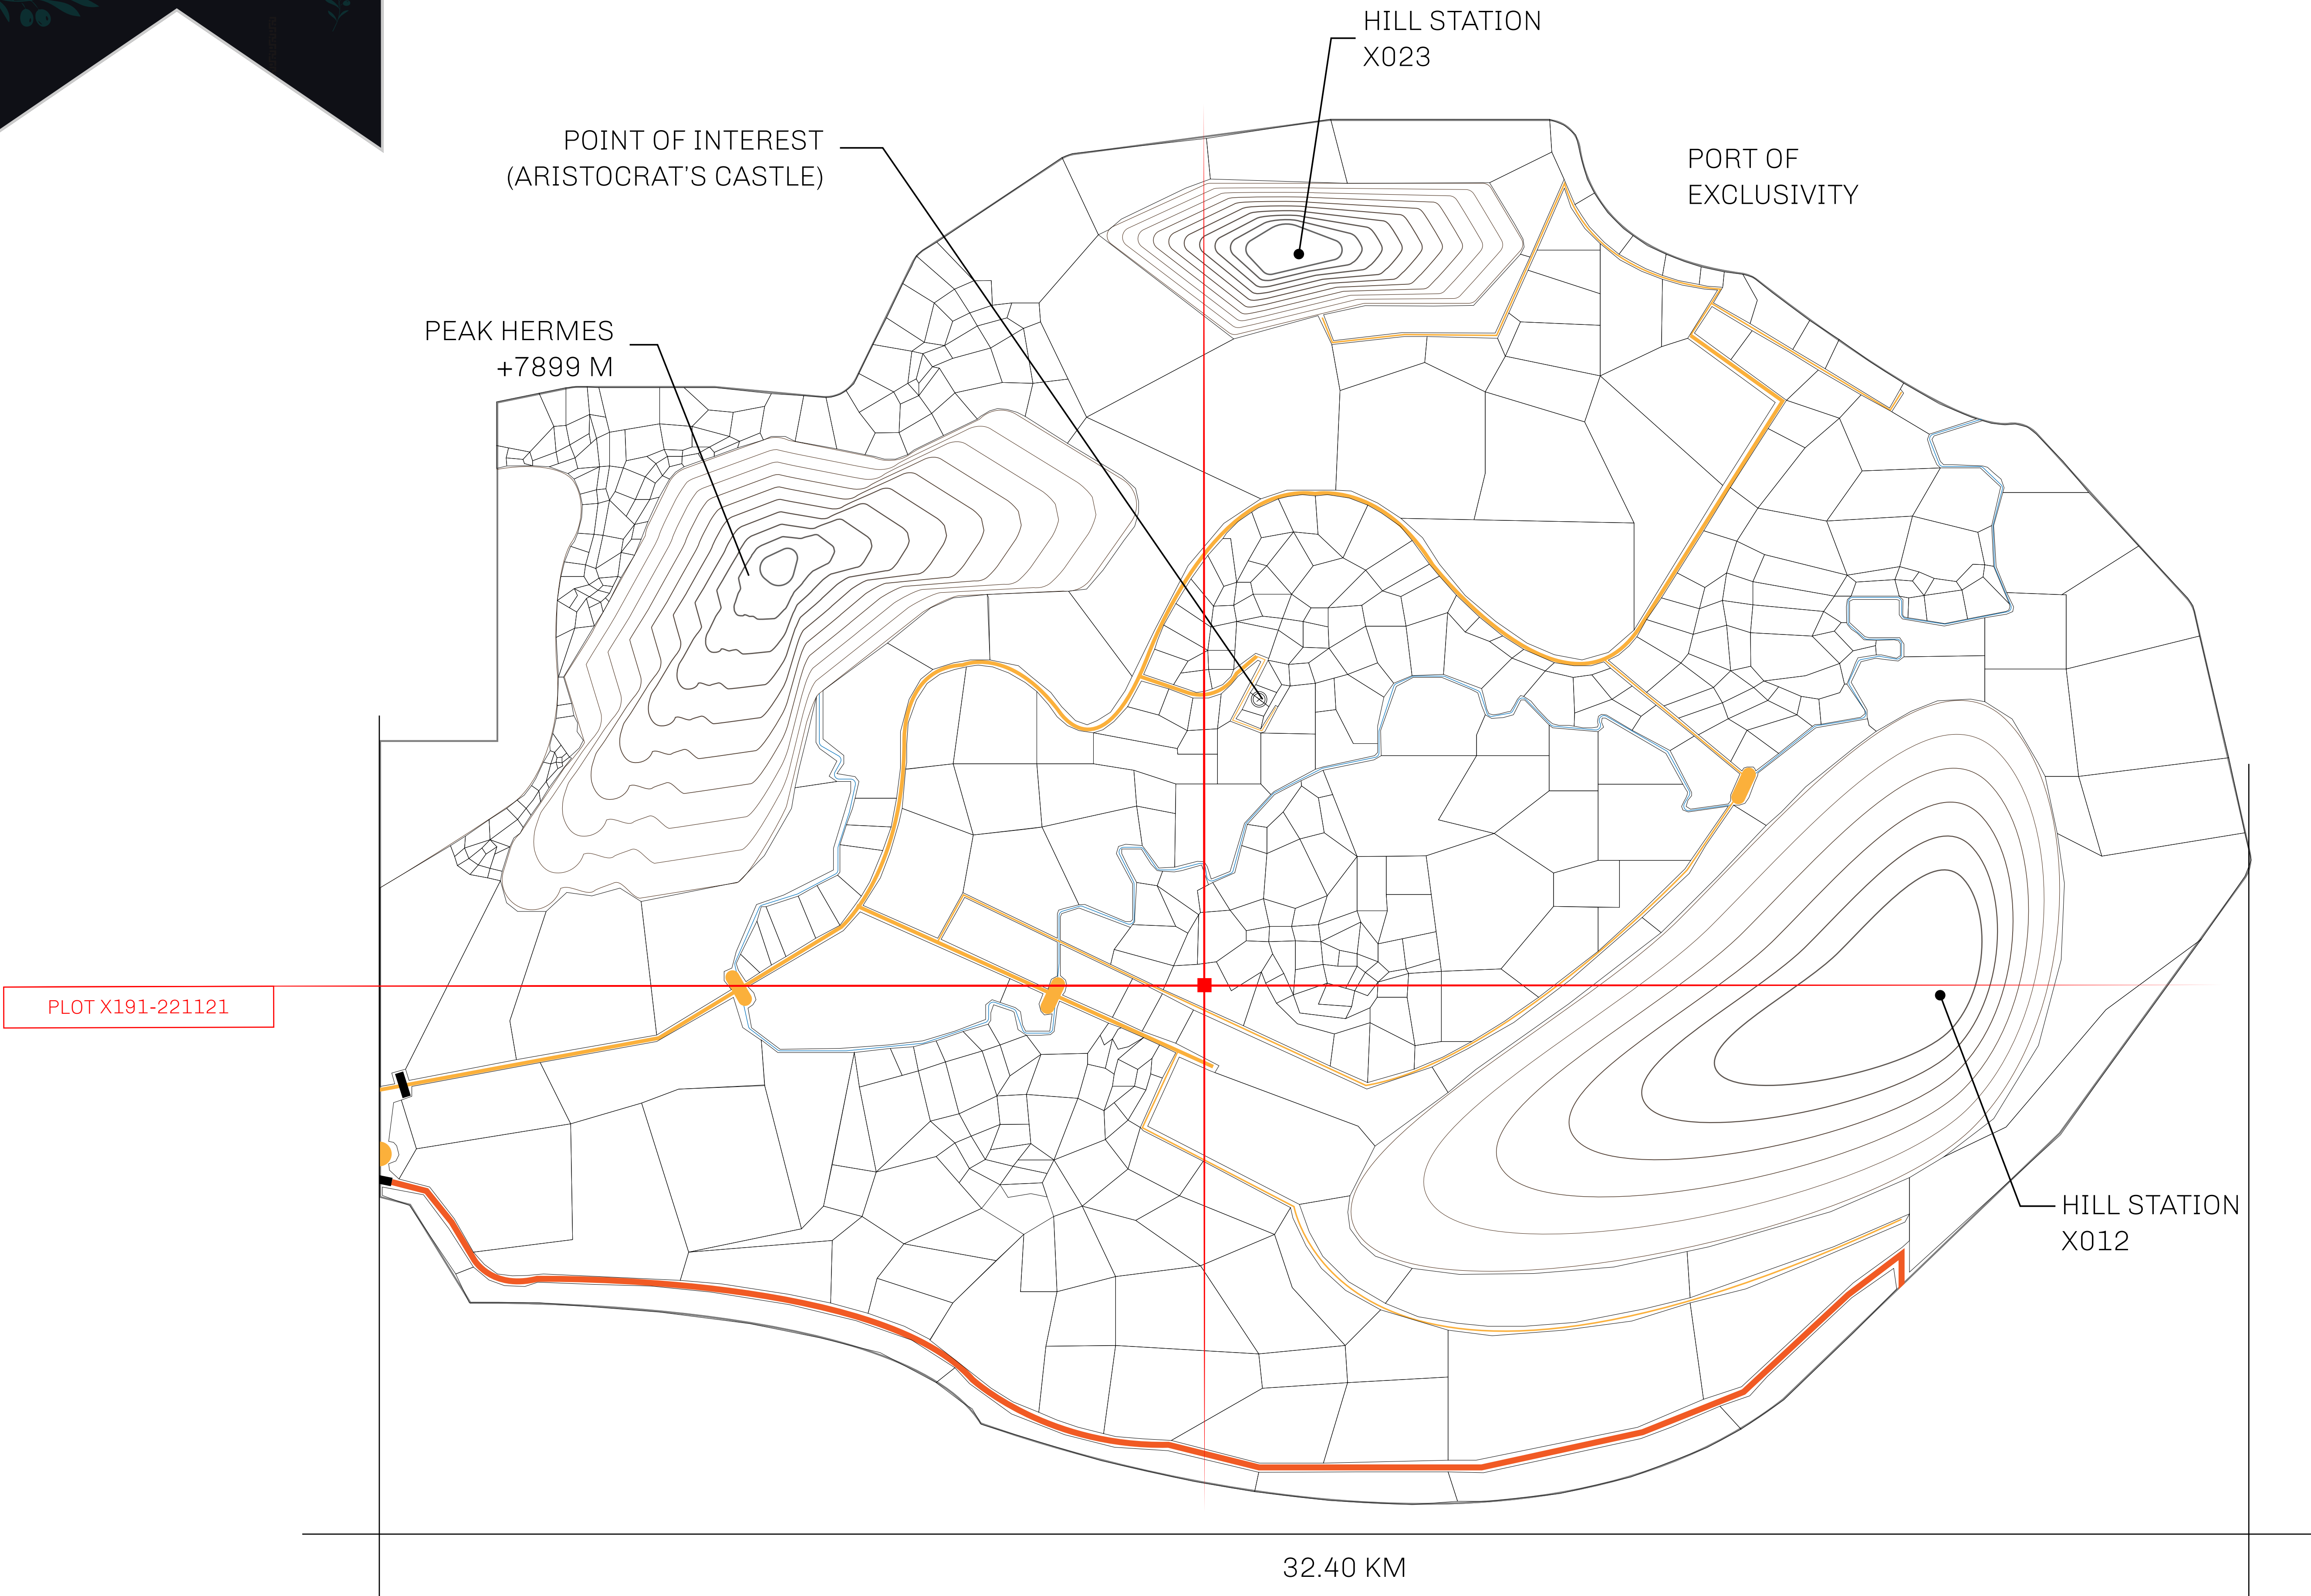 HILL STATION
X023
POINT OF INTEREST
(ARISTOCRAT'S CASTLE)
PORT OF
EXCLUSIVITY
PEAK HERMES
+7899 M
PLOT X191-221121
HILL STATION
X012
32.40 KM